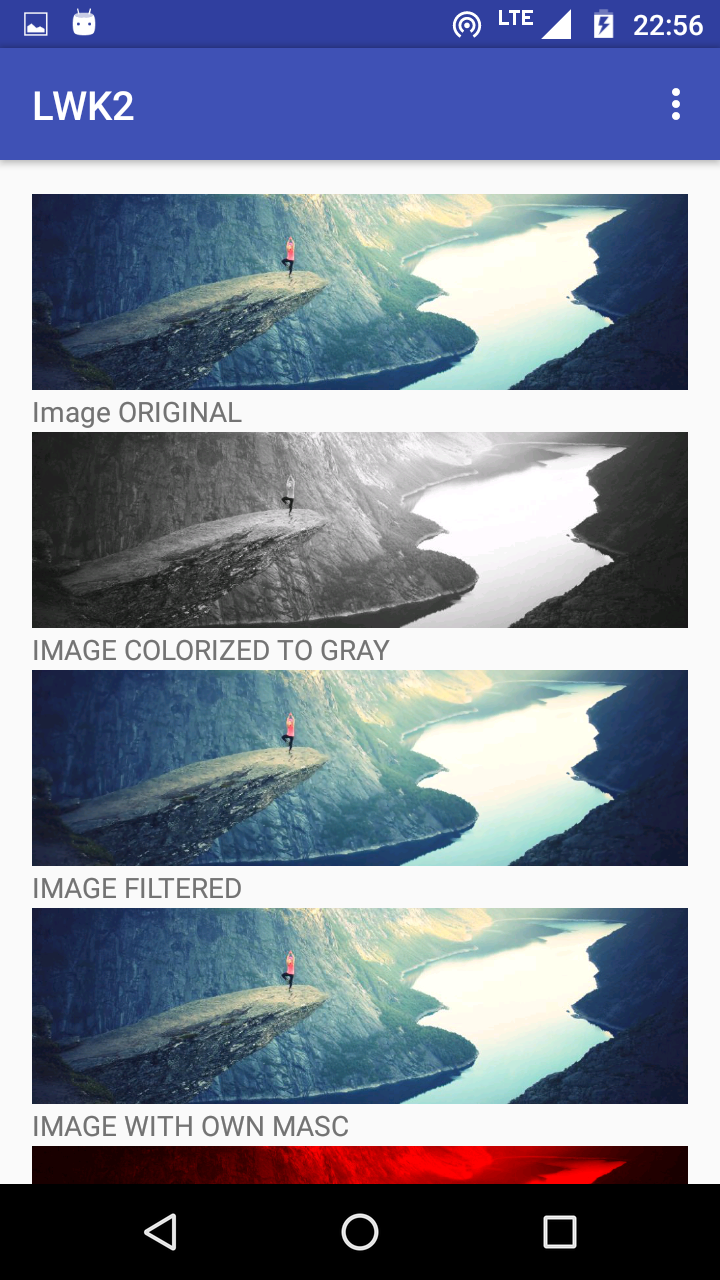 LTE 22:56
LWK2
Image ORIGINAL
IMAGE COLORIZED TO GRAY
IMAGE FILTERED
IMAGE WITH OWN MASC